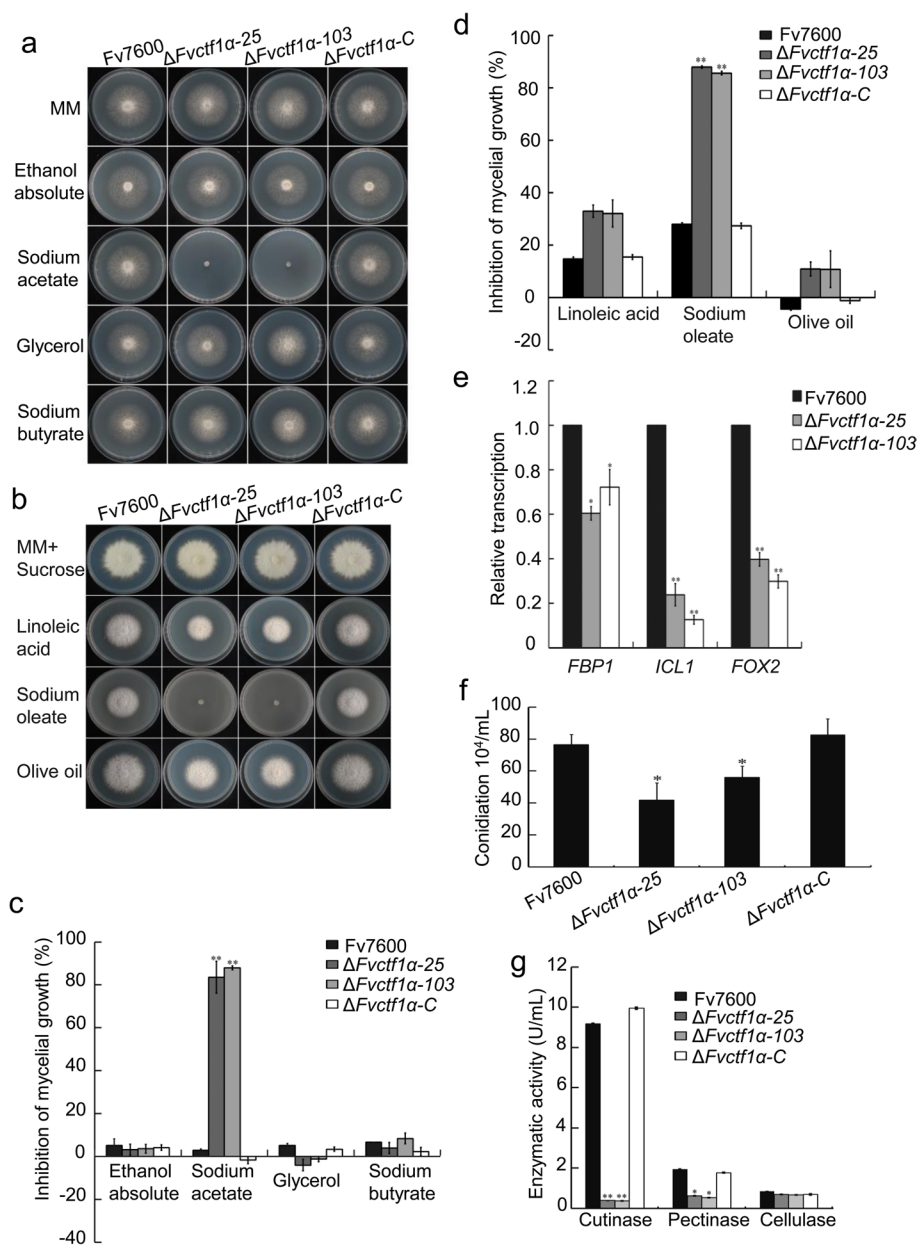 a
Fv7600
ΔFvctf1α-25
ΔFvctf1α-103
ΔFvctf1α-C
MM
Ethanol
absolute
Sodium
acetate
Glycerol
Sodium
butyrate
b
Fv7600
ΔFvctf1α-25
ΔFvctf1α-103
ΔFvctf1α-C
MM+
Sucrose
Linoleic
acid
Sodium
oleate
Olive oil
c
Inhibition of mycelial growth (%)
100
80
60
40
20
0
-20
-40
** **
Fv7600
ΔFvctf1α-25
ΔFvctf1α-103
ΔFvctf1α-C
Ethanol
absolute
Sodium
acetate
Glycerol
Sodium
butyrate
d
Inhibition of mycelial growth (%)
100
80
60
40
20
0
-20
** **
Fv7600
ΔFvctf1α-25
ΔFvctf1α-103
ΔFvctf1α-C
Linoleic acid
Sodium
oleate
Olive oil
e
Relative transcription
1.2
1.0
0.8
0.6
0.4
0.2
0
* *
** **
** **
Fv7600
ΔFvctf1α-25
ΔFvctf1α-103
FBP1
ICL1
FOX2
f
Conidiation 10⁴/mL
100
80
60
40
20
0
* *
Fv7600
ΔFvctf1α-25
ΔFvctf1α-103
ΔFvctf1α-C
g
Enzymatic activity (U/mL)
12
10
8
6
4
2
0
** **
* *
Fv7600
ΔFvctf1α-25
ΔFvctf1α-103
ΔFvctf1α-C
Cutinase
Pectinase
Cellulase